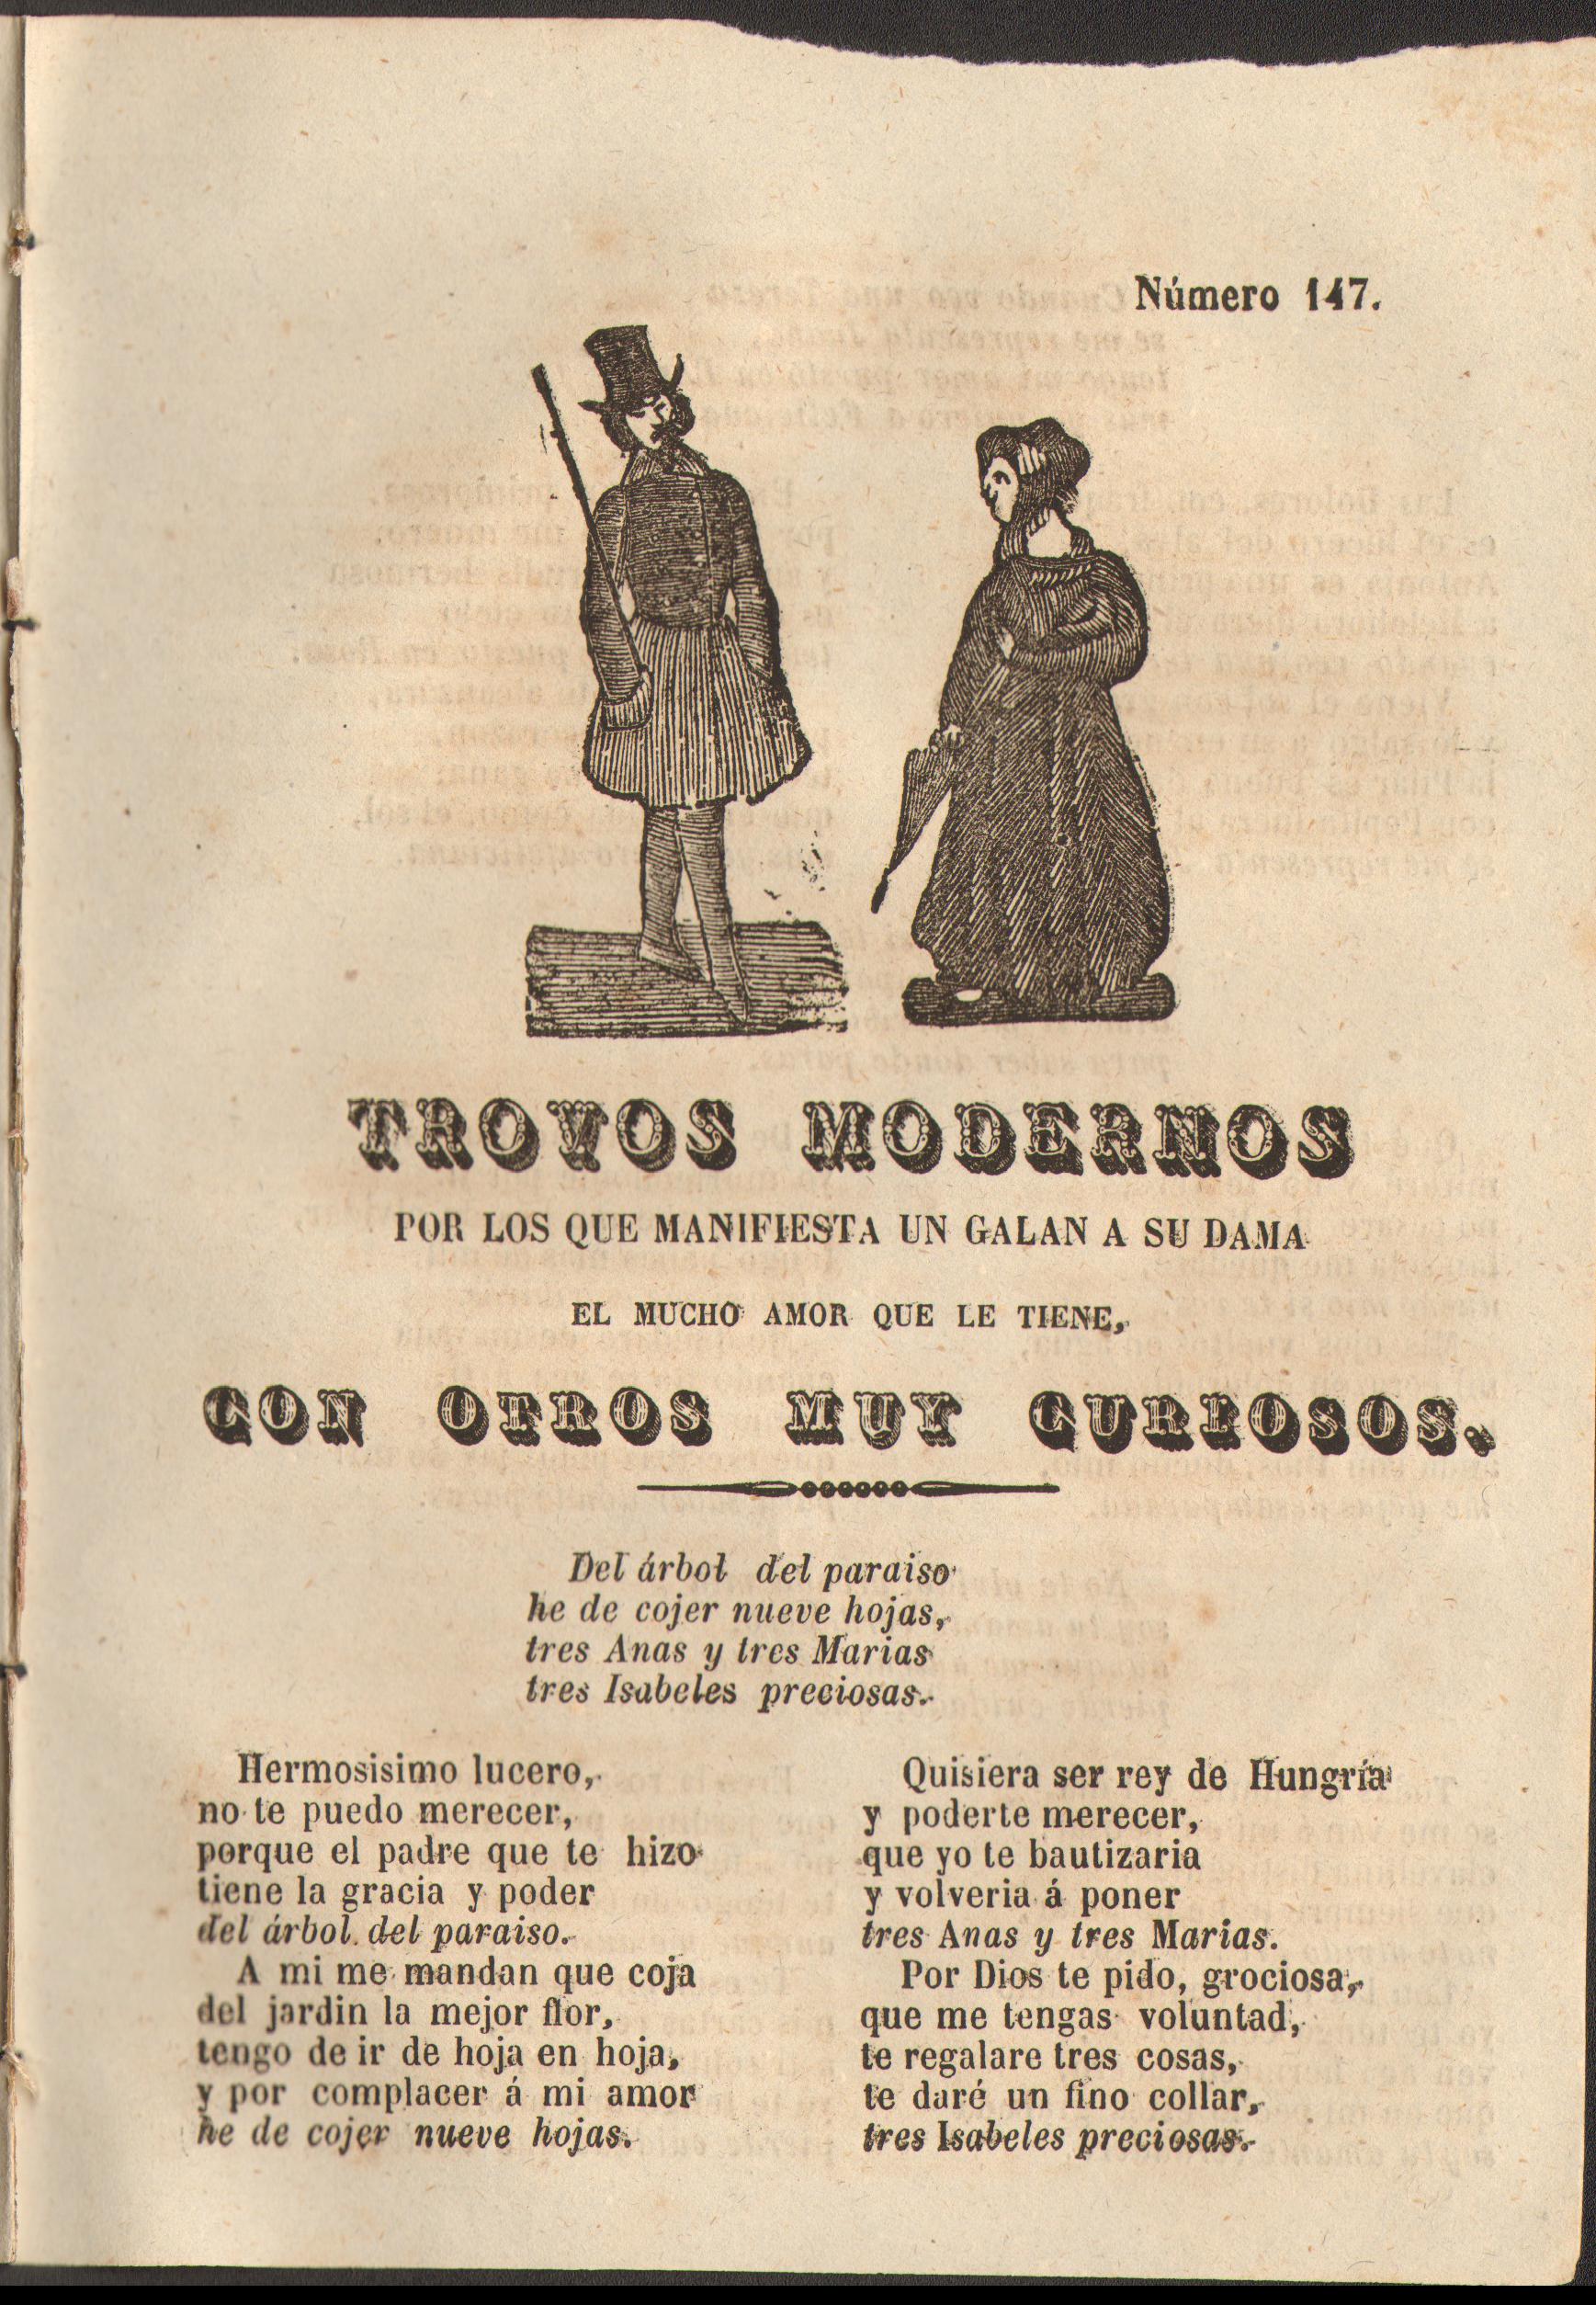 Número 147.
TROVOS MODERNOS
POR LOS QUE MANIFIESTA UN GALAN A SU DAMA
EL MUCHO AMOR QUE LE TIENE,
CON OTROS MUY CURIOSOS.
Del árbol del paraiso
he de cojer nueve hojas,
tres Anas y tres Marias
tres Isabeles preciosas.
Hermosisimo lucero,
no te puedo merecer,
porque el padre que te hizo
tiene la gracia y poder
del árbol del paraiso.
A mi me mandan que coja
del jardin la mejor flor,
tengo de ir de hoja en hoja,
y por complacer á mi amor
he de cojer nueve hojas.
Quisiera ser rey de Hungría
y poderte merecer,
que yo te bautizaria
y volveria á poner
tres Anas y tres Marias.
Por Dios te pido, grociosa,
que me tengas voluntad,
te regalare tres cosas,
te daré un fino collar,
tres Isabeles preciosas.